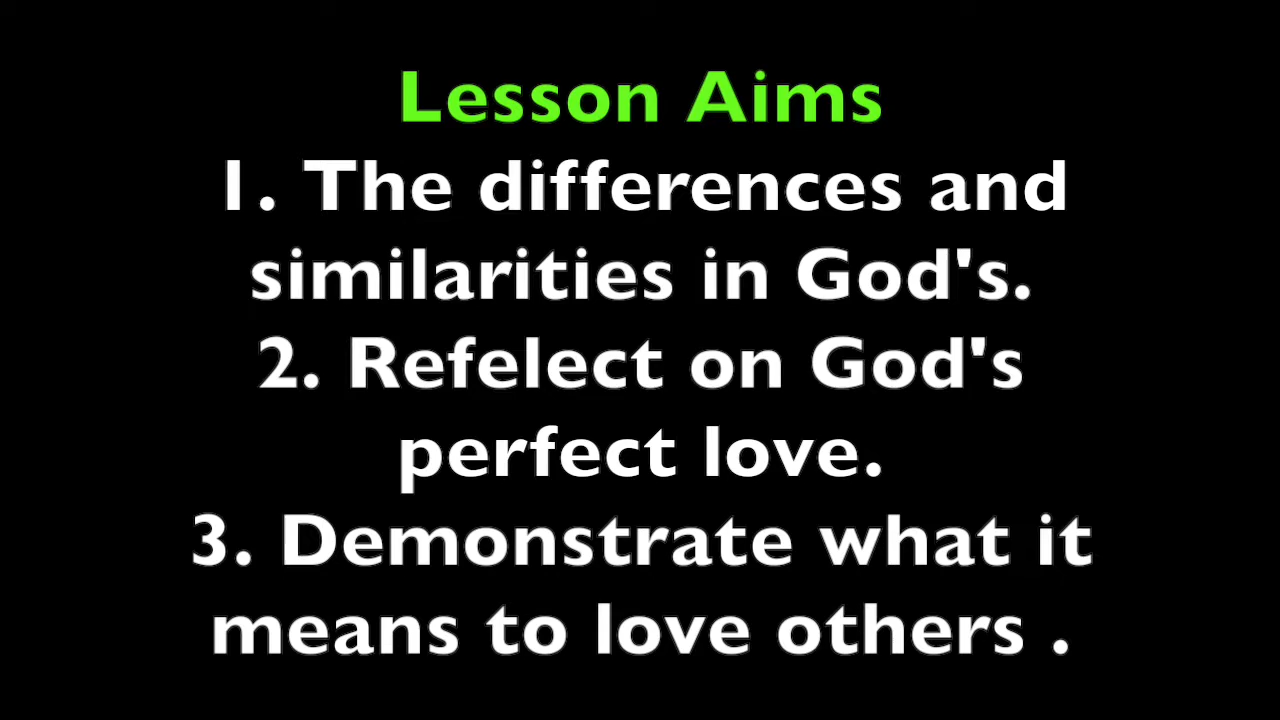 Lesson Aims
1. The differences and
similarities in God's.
2. Refelect on God's
perfect love.
3. Demonstrate what it
means to love others .